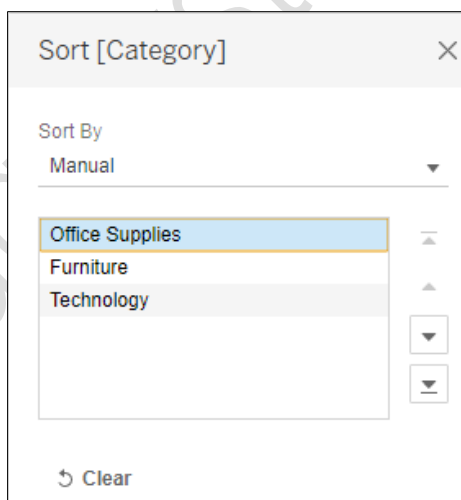 Sort [Category]
Sort By
Manual
Office Supplies
Furniture
Technology
Clear